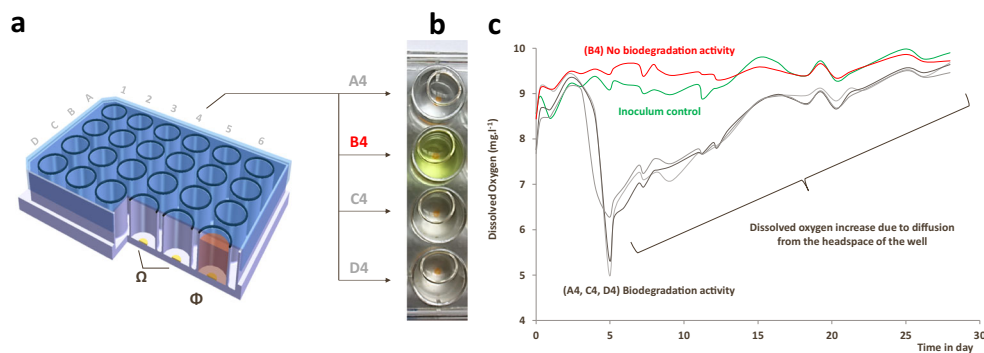 a
b
c
A4
B4
C4
D4
A
B
C
D
1
2
3
4
5
6
Ω
Φ
Dissolved Oxygen (mg.l⁻¹)
10
9
8
7
6
5
4
(B4) No biodegradation activity
Inoculum control
Dissolved oxygen increase due to diffusion
from the headspace of the well
(A4, C4, D4) Biodegradation activity
0
5
10
15
20
25
30
Time in day